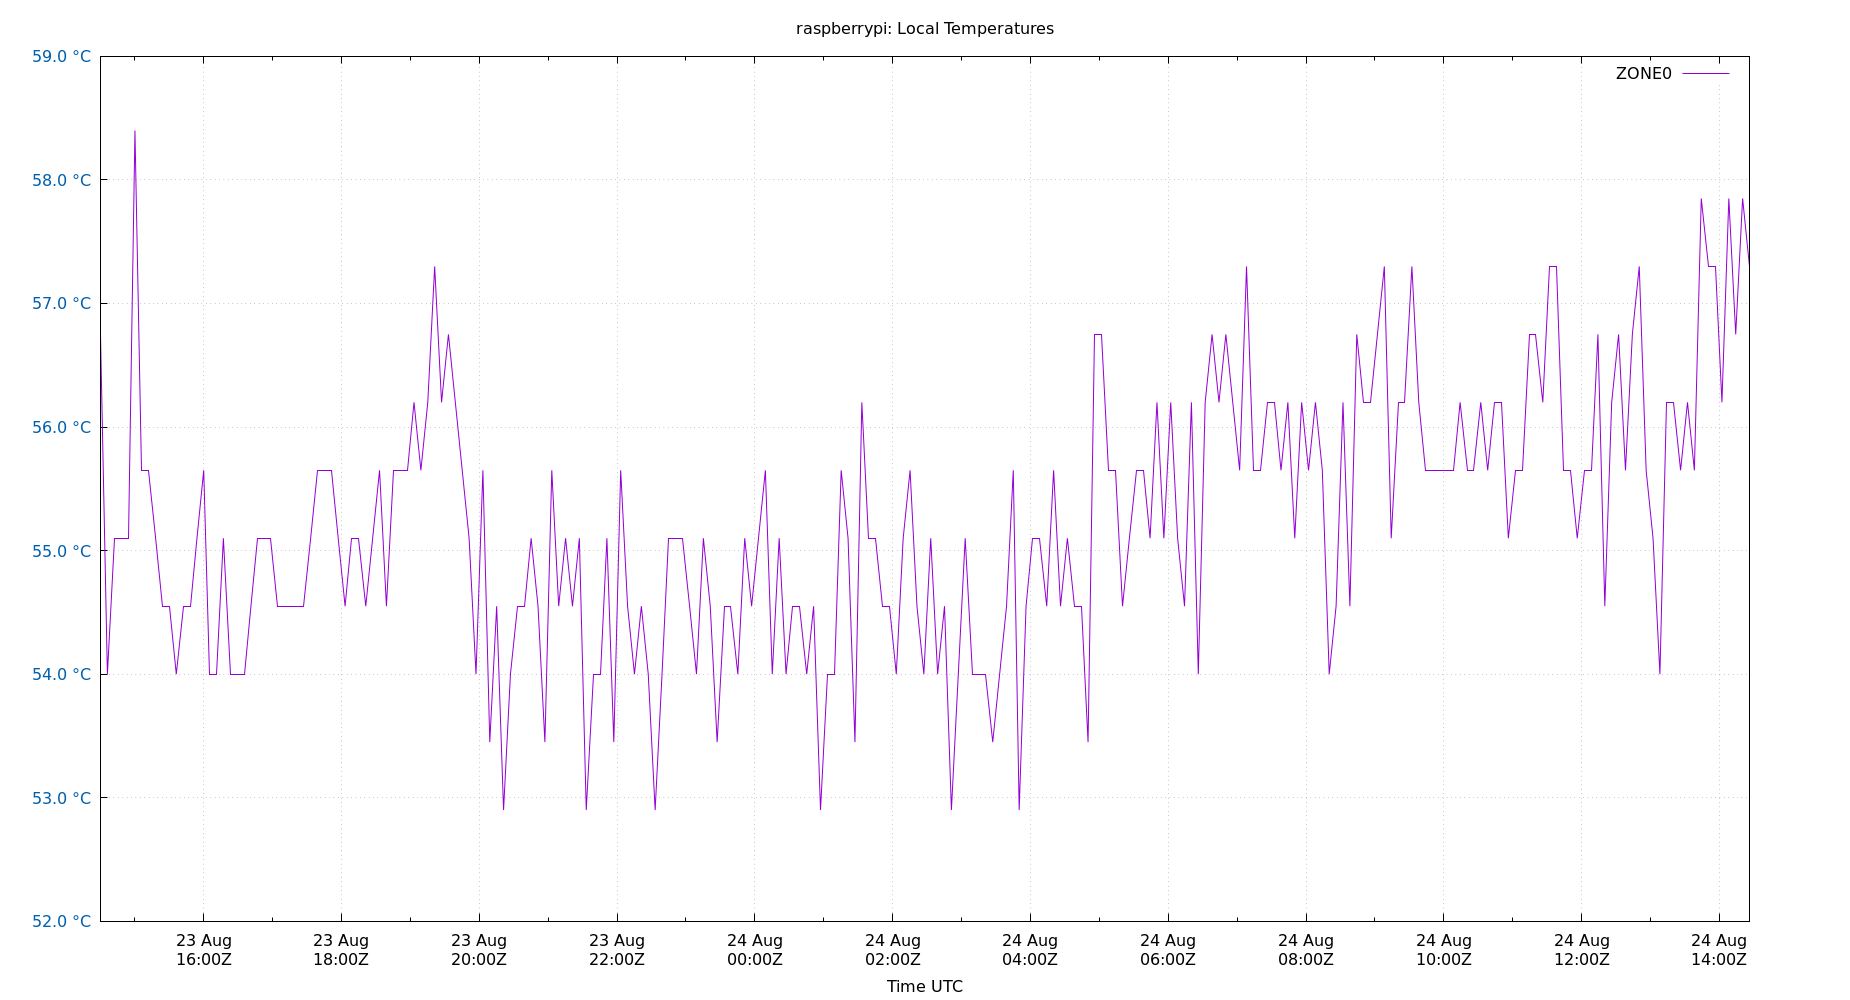 raspberrypi: Local Temperatures
59.0 °C
ZONE0
58.0 °C
57.0 °C
56.0 °C
55.0 °C
54.0 °C
53.0 °C
52.0 °C
23 Aug 23 Aug 23 Aug 23 Aug 24 Aug 24 Aug 24 Aug 24 Aug 24 Aug 24 Aug 24 Aug 24 Aug
16:00Z 18:00Z 20:00Z 22:00Z 00:00Z 02:00Z 04:00Z 06:00Z 08:00Z 10:00Z 12:00Z 14:00Z
Time UTC